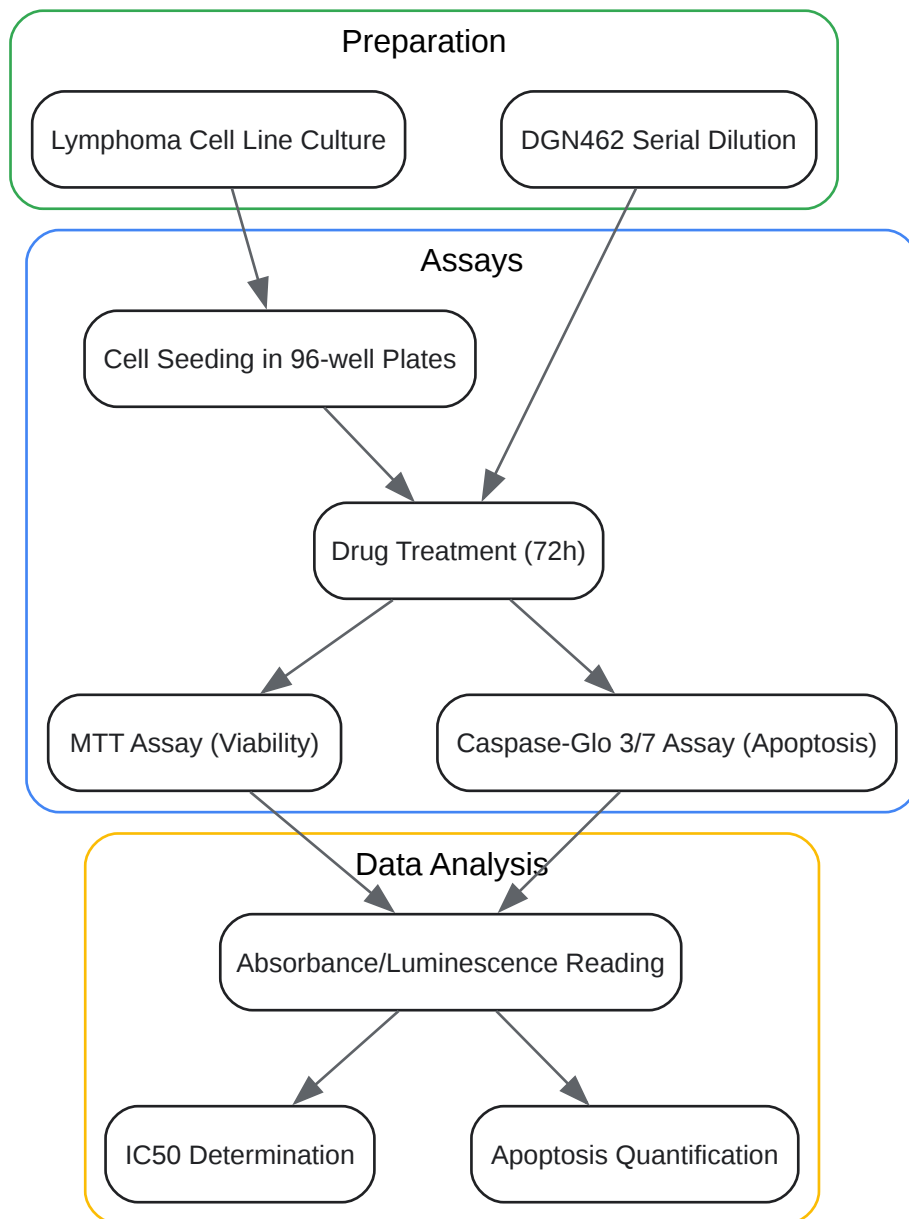 Preparation
Lymphoma Cell Line Culture
DGN462 Serial Dilution
Assays
Cell Seeding in 96-well Plates
Drug Treatment (72h)
MTT Assay (Viability)
Caspase-Glo 3/7 Assay (Apoptosis)
Data Analysis
Absorbance/Luminescence Reading
IC50 Determination
Apoptosis Quantification